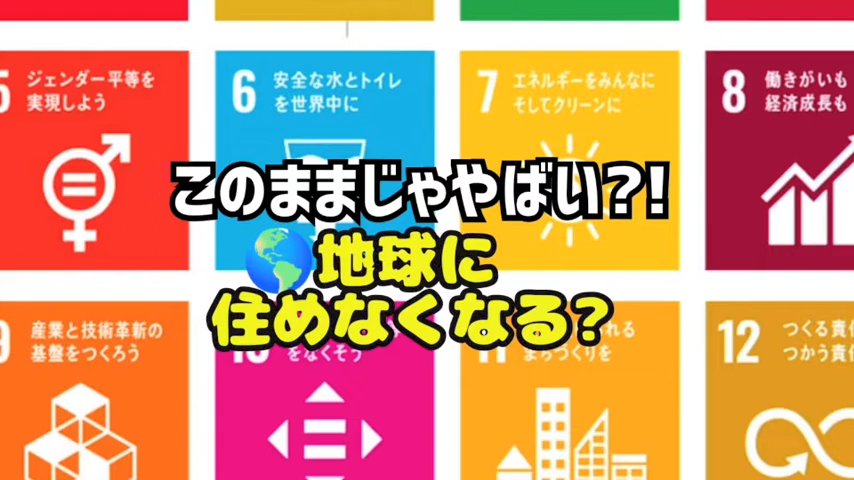 5 ジェンダー平等を
実現しよう
6 安全な水とトイレ
を世界中に
7 エネルギーをみんなに
そしてクリーンに
8 働きがいも
経済成長も
このままじゃやばい?!
🌎地球に
住めなくなる?
9 産業と技術革新の
基盤をつくろう
10
をなくそう
11
まちづくりを
12 つくる責任
つかう責任